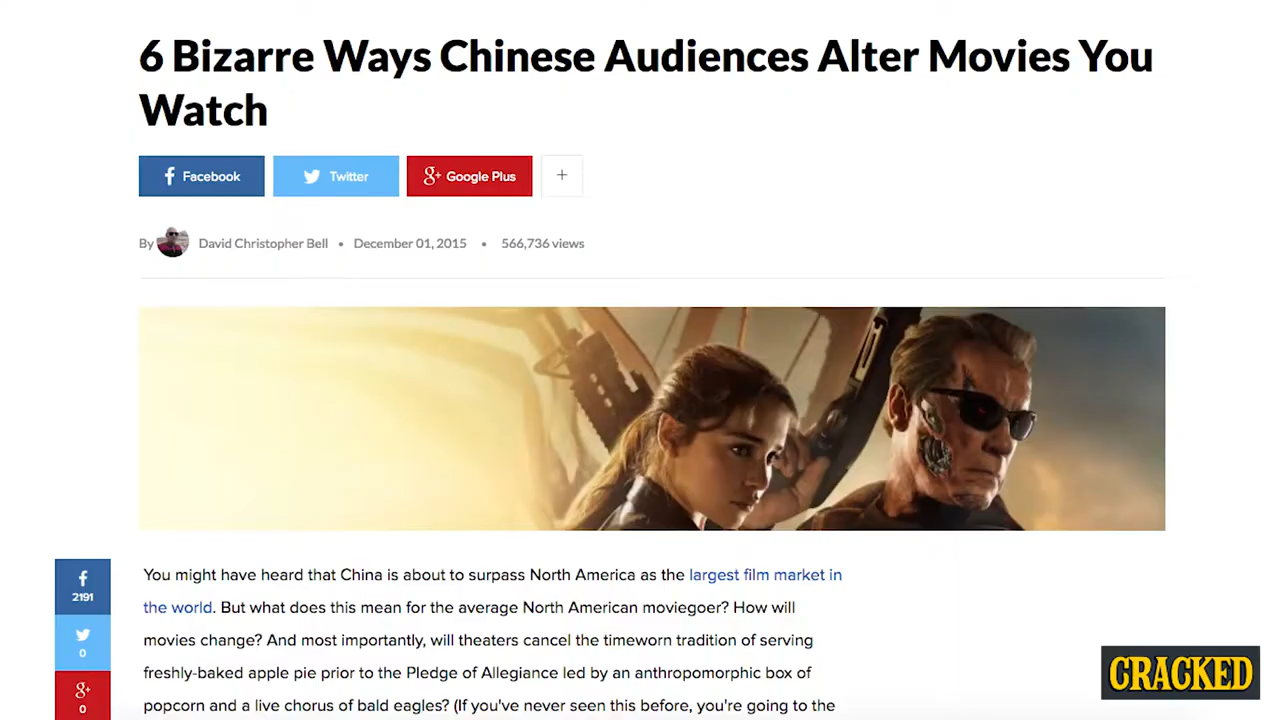 6 Bizarre Ways Chinese Audiences Alter Movies You
Watch
Facebook
Twitter
Google Plus
+
By David Christopher Bell • December 01, 2015 • 566,736 views
2191
0
0
You might have heard that China is about to surpass North America as the largest film market in
the world. But what does this mean for the average North American moviegoer? How will
movies change? And most importantly, will theaters cancel the timeworn tradition of serving
freshly-baked apple pie prior to the Pledge of Allegiance led by an anthropomorphic box of
popcorn and a live chorus of bald eagles? (If you've never seen this before, you're going to the
CRACKED